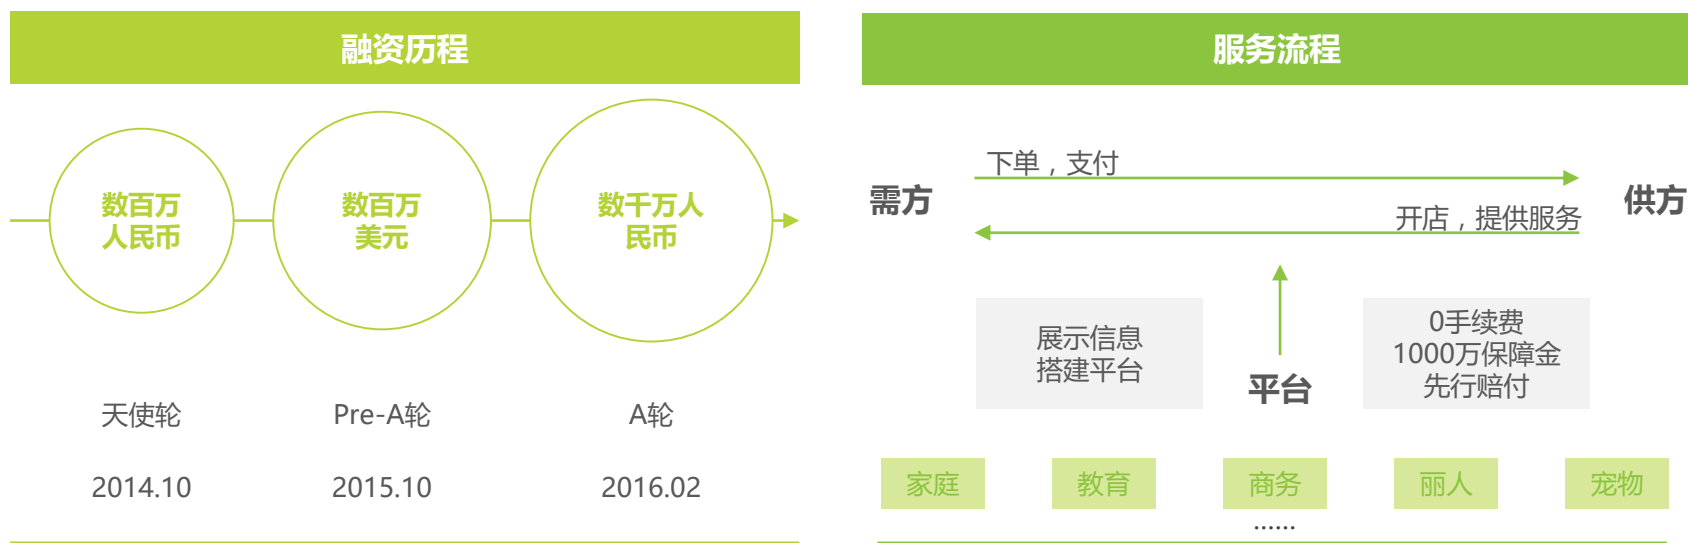 融资历程
数百万
人民币
数百万
美元
数千万人
民币
天使轮
Pre-A轮
A轮
2014.10
2015.10
2016.02
服务流程
下单，支付
需方
供方
开店，提供服务
展示信息
搭建平台
平台
0手续费
1000万保障金
先行赔付
家庭
教育
商务
丽人
宠物
……